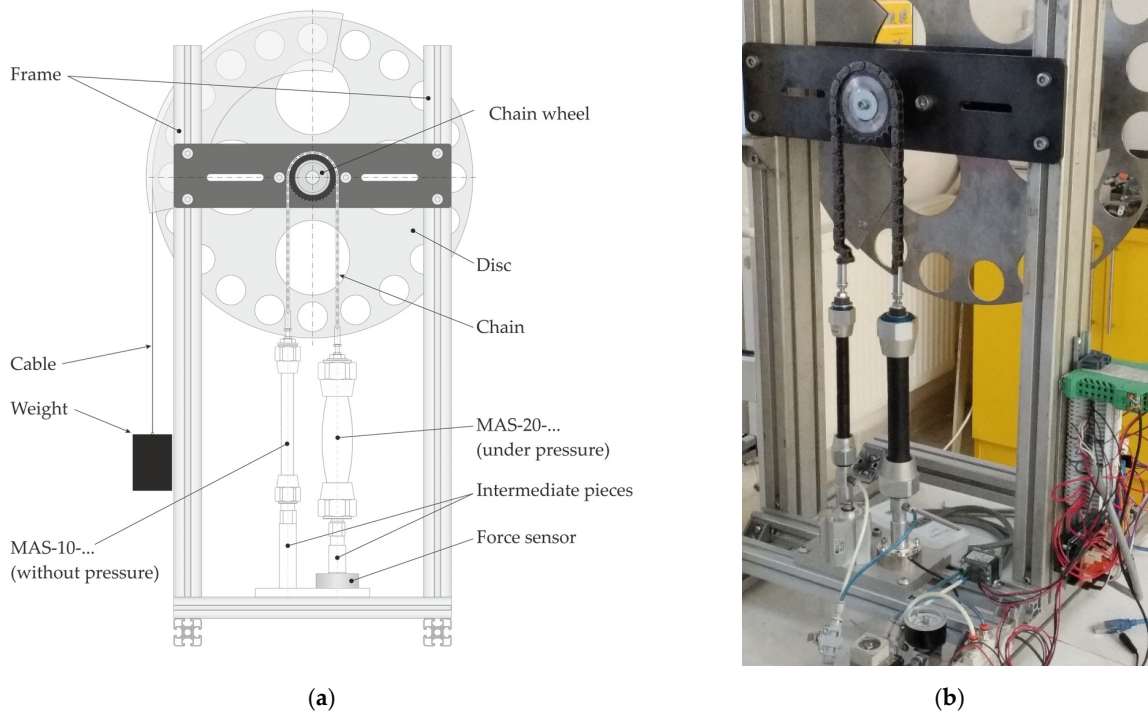 Frame
Chain wheel
Disc
Chain
Cable
Weight
MAS-20-...
(under pressure)
Intermediate pieces
Force sensor
MAS-10-...
(without pressure)
(a)
(b)